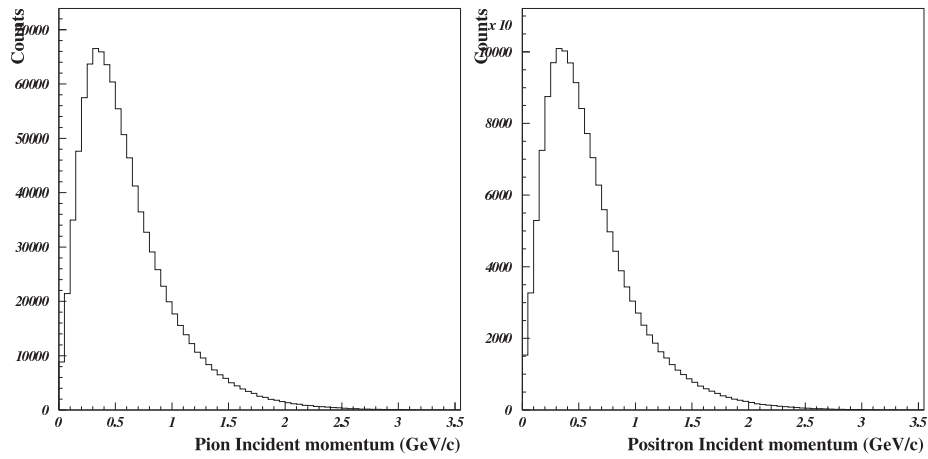 Counts
70000
60000
50000
40000
30000
20000
10000
0
0 0.5 1 1.5 2 2.5 3 3.5
Pion Incident momentum (GeV/c)
Counts
x 10
10000
8000
6000
4000
2000
0
0 0.5 1 1.5 2 2.5 3 3.5
Positron Incident momentum (GeV/c)